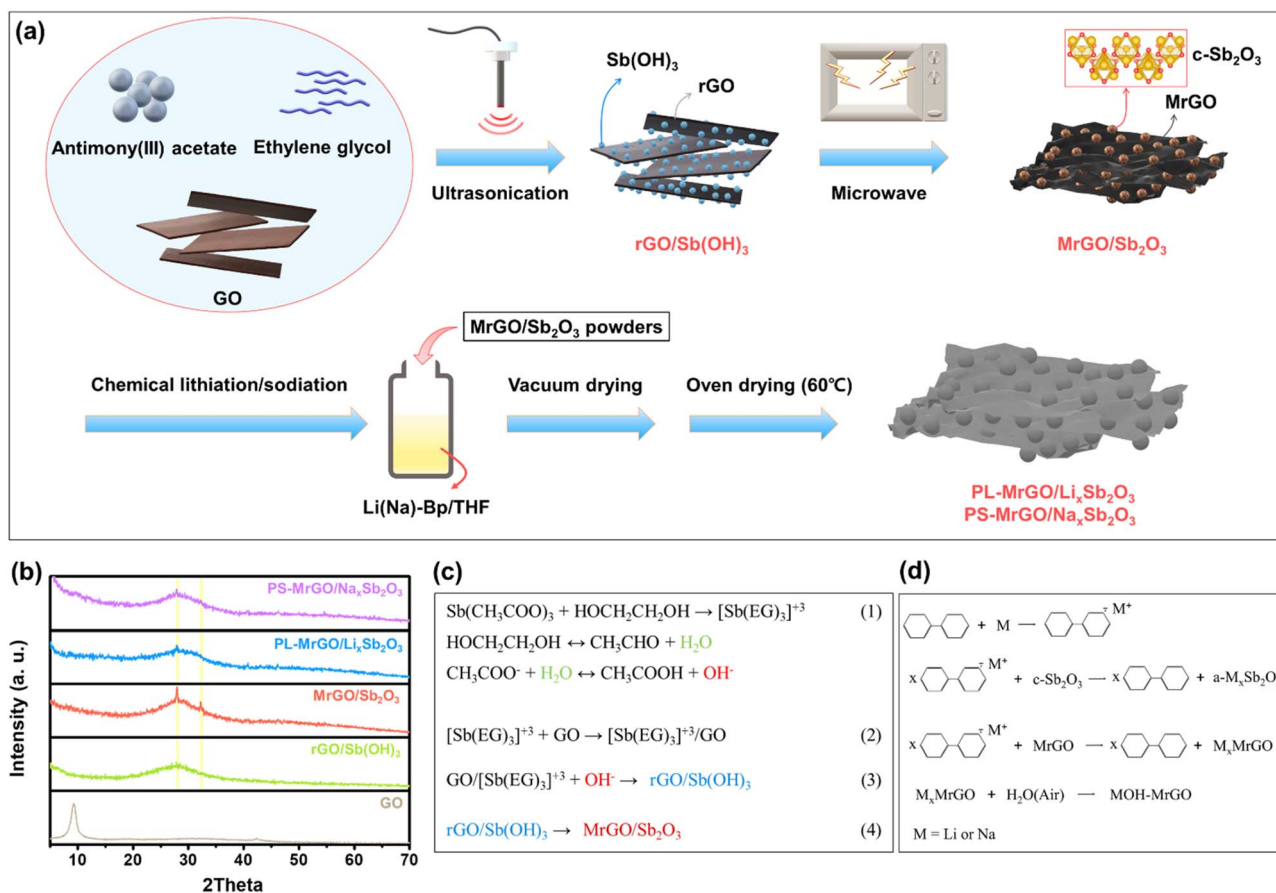 (a)
Antimony(III) acetate
Ethylene glycol
GO
Ultrasonication
Sb(OH)₃
rGO
rGO/Sb(OH)₃
Microwave
c-Sb₂O₃
MrGO
MrGO/Sb₂O₃
MrGO/Sb₂O₃ powders
Chemical lithiation/sodiation
Li(Na)-Bp/THF
Vacuum drying
Oven drying (60℃)
PL-MrGO/LiₓSb₂O₃
PS-MrGO/NaₓSb₂O₃
(b)
Intensity (a. u.)
PS-MrGO/NaₓSb₂O₃
PL-MrGO/LiₓSb₂O₃
MrGO/Sb₂O₃
rGO/Sb(OH)₃
GO
10 20 30 40 50 60 70
2Theta
(c)
Sb(CH₃COO)₃ + HOCH₂CH₂OH → [Sb(EG)₃]⁺³ (1)
HOCH₂CH₂OH ↔ CH₃CHO + H₂O
CH₃COO⁻ + H₂O ↔ CH₃COOH + OH⁻
[Sb(EG)₃]⁺³ + GO → [Sb(EG)₃]⁺³/GO (2)
GO/[Sb(EG)₃]⁺³ + OH⁻ → rGO/Sb(OH)₃ (3)
rGO/Sb(OH)₃ → MrGO/Sb₂O₃ (4)
(d)
+ M → ⁻ M⁺
x ⁻ M⁺ + c-Sb₂O₃ → x + a-MₓSb₂O
x ⁻ M⁺ + MrGO → x + MₓMrGO
MₓMrGO + H₂O(Air) → MOH-MrGO
M = Li or Na